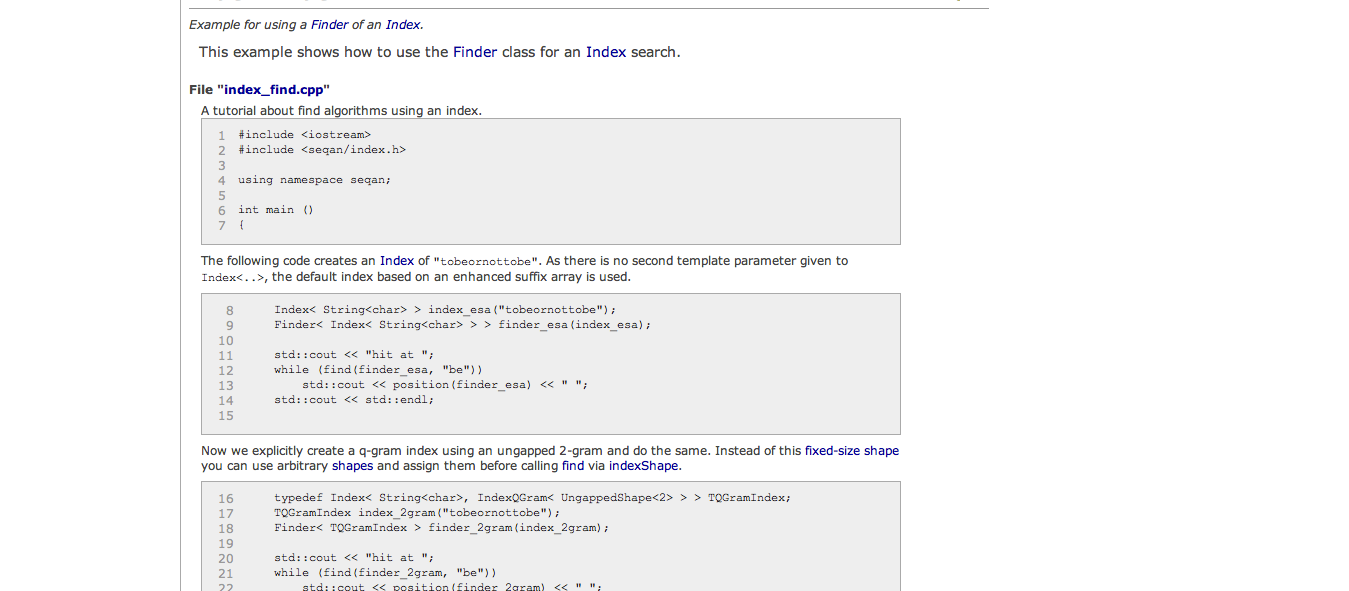 Example for using a Finder of an Index.
This example shows how to use the Finder class for an Index search.
File "index_find.cpp"
A tutorial about find algorithms using an index.
1 #include <iostream>
2 #include <seqan/index.h>
3
4 using namespace seqan;
5
6 int main ()
7 {
The following code creates an Index of "tobeornottobe". As there is no second template parameter given to
Index<..>, the default index based on an enhanced suffix array is used.
8 Index< String<char> > index_esa("tobeornottobe");
9 Finder< Index< String<char> > > finder_esa(index_esa);
10
11 std::cout << "hit at ";
12 while (find(finder_esa, "be"))
13 std::cout << position(finder_esa) << " ";
14 std::cout << std::endl;
15
Now we explicitly create a q-gram index using an ungapped 2-gram and do the same. Instead of this fixed-size shape
you can use arbitrary shapes and assign them before calling find via indexShape.
16 typedef Index< String<char>, IndexQGram< UngappedShape<2> > > TQGramIndex;
17 TQGramIndex index_2gram("tobeornottobe");
18 Finder< TQGramIndex > finder_2gram(index_2gram);
19
20 std::cout << "hit at ";
21 while (find(finder_2gram, "be"))
22 std::cout << position(finder_2gram) << " ";